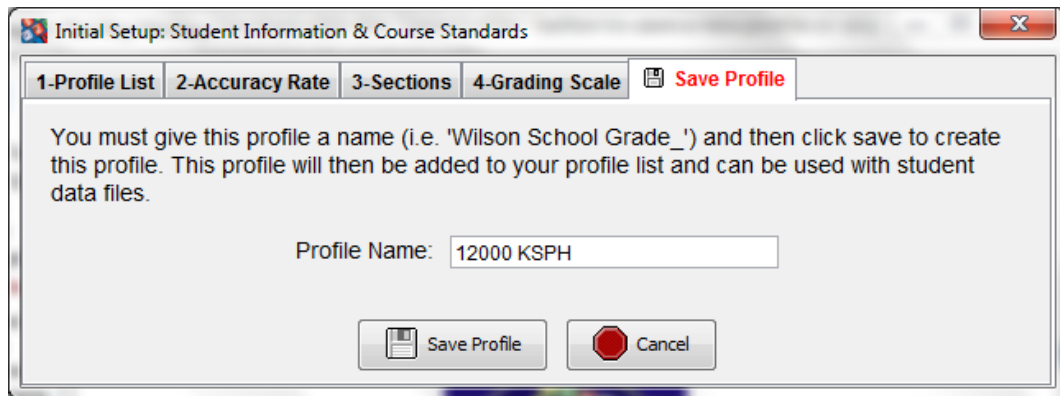 Initial Setup: Student Information & Course Standards
1-Profile List 2-Accuracy Rate 3-Sections 4-Grading Scale Save Profile
You must give this profile a name (i.e. 'Wilson School Grade_') and then click save to create
this profile. This profile will then be added to your profile list and can be used with student
data files.
Profile Name: 12000 KSPH
Save Profile Cancel